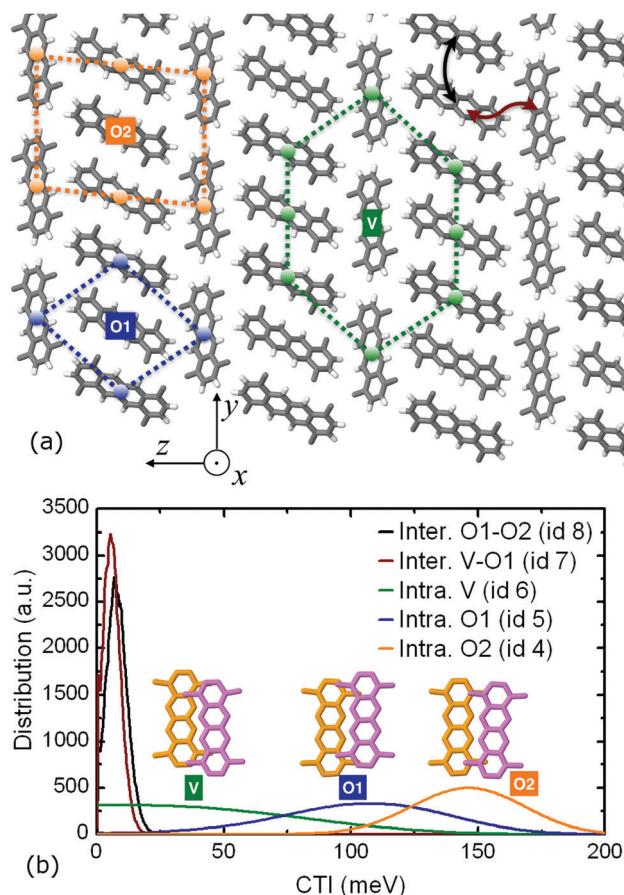 O2
V
O1
y
z
x
(a)
3500
3000
2500
2000
1500
1000
500
0
Distribution (a.u.)
Inter. O1-O2 (id 8)
Inter. V-O1 (id 7)
Intra. V (id 6)
Intra. O1 (id 5)
Intra. O2 (id 4)
V
O1
O2
0 50 100 150 200
(b)
CTI (meV)